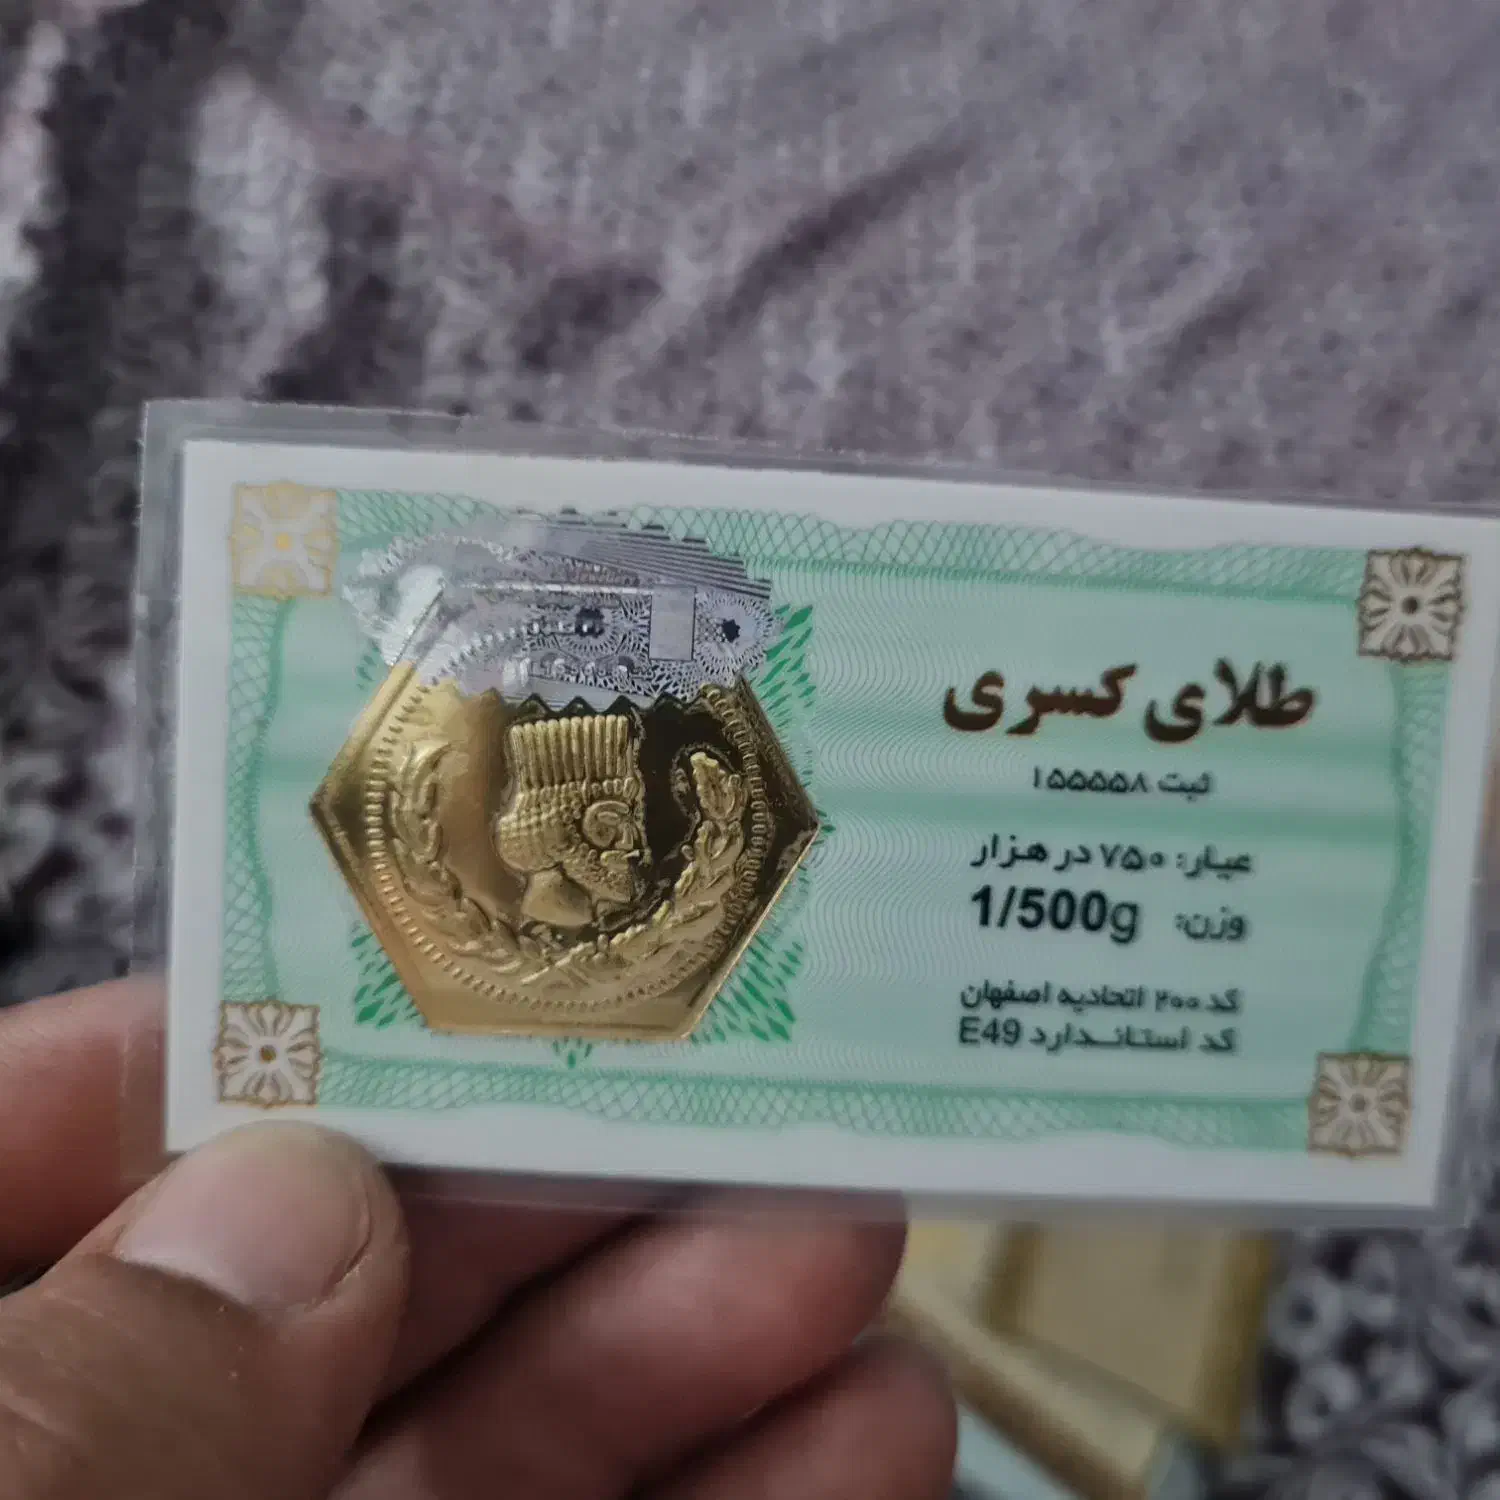 طلای کسری
ثبت ۱۵۵۵۵۸
عیار: ۷۵۰ در هزار
وزن: 1/500g
کد ۲۰۰ اتحادیه اصفهان
کد استاندارد E49